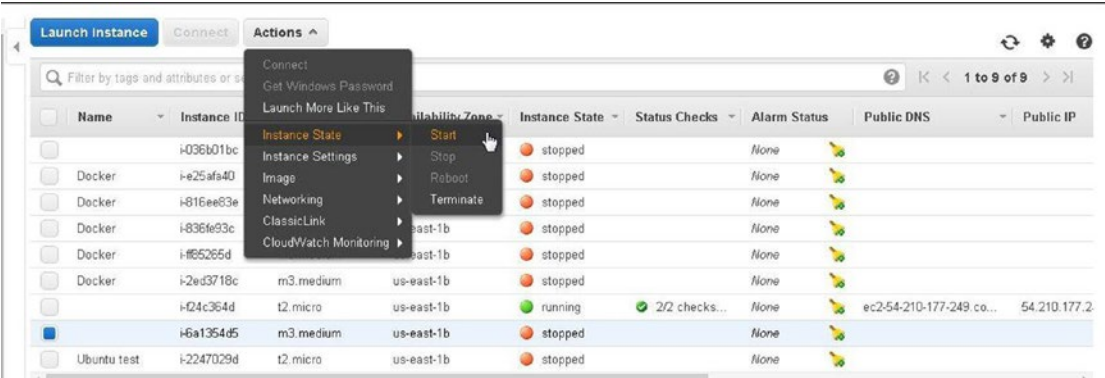 Launch Instance Connect Actions
Filter by tags and attributes or se 1 to 9 of 9
Connect
Get Windows Password
Launch More Like This
Instance State
Instance Settings
Image
Networking
ClassicLink
CloudWatch Monitoring
Start
Stop
Reboot
Terminate
Name Instance ID ailability Zone Instance State Status Checks Alarm Status Public DNS Public IP
i-036b01bc stopped None
Docker i-e25afa40 stopped None
Docker i-816ee83e stopped None
Docker i-836fe93c east-1b stopped None
Docker i-ff85265d east-1b stopped None
Docker i-2ed3718c m3.medium us-east-1b stopped None
i-f24c364d t2.micro us-east-1b running 2/2 checks... None ec2-54-210-177-249.co... 54.210.177.2
i-6a1354d5 m3.medium us-east-1b stopped None
Ubuntu test i-2247029d t2.micro us-east-1b stopped None